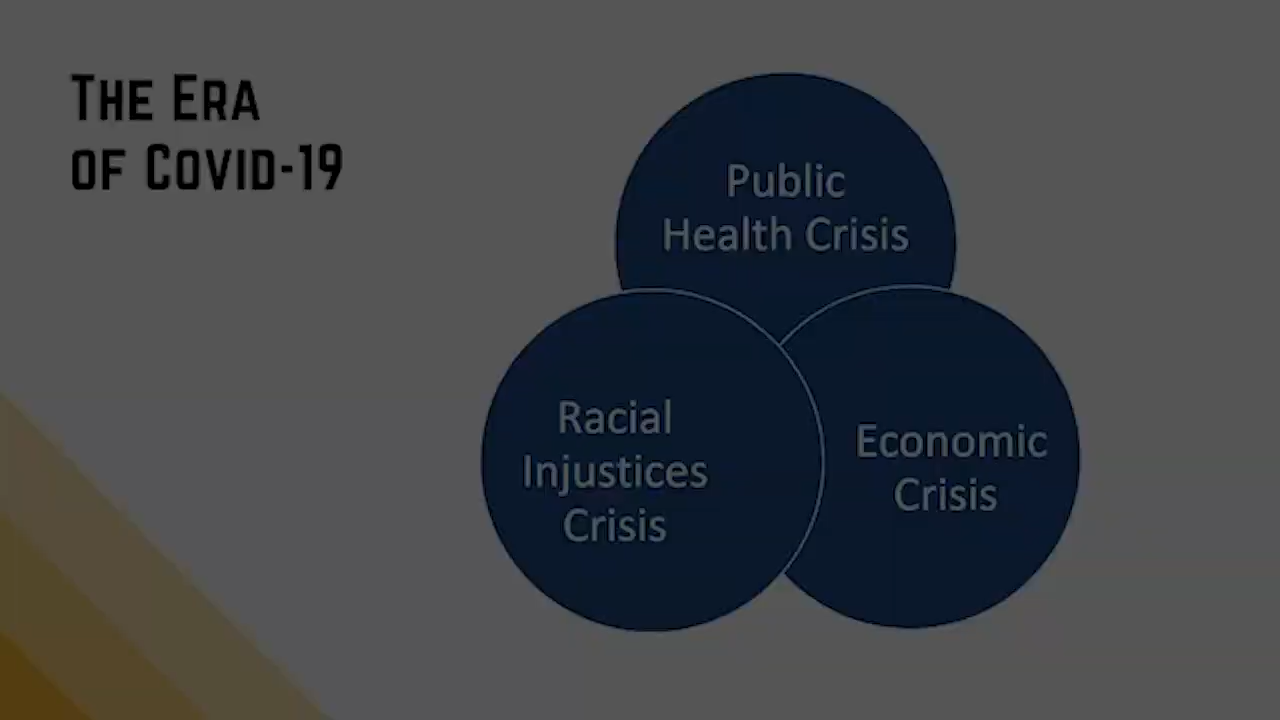 The Era
of Covid-19
Public
Health Crisis
Racial
Injustices
Crisis
Economic
Crisis